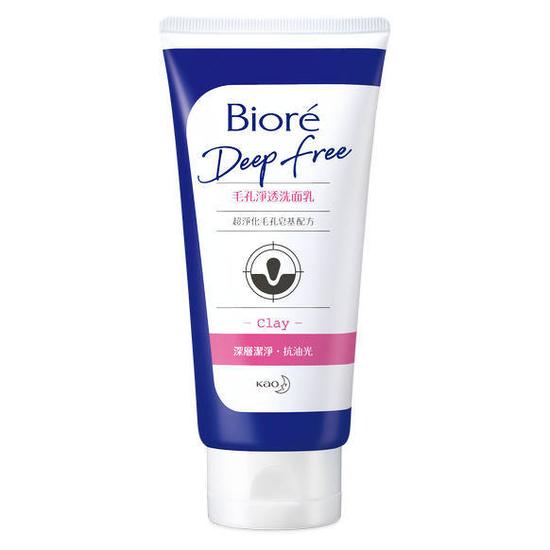 Bioré
Deep free
毛孔淨透洗面乳
超淨化毛孔皂基配方
- Clay -
深層潔淨·抗油光
Kao